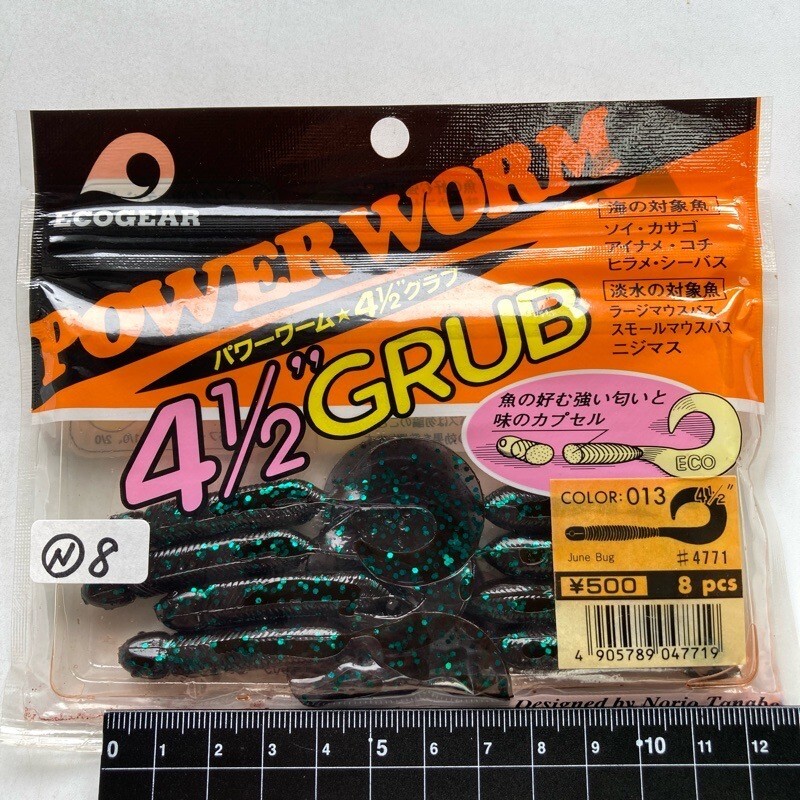 ECOGEAR
POWER WORM
パワーワーム★4½"グラブ
4½"GRUB
海の対象魚
ソイ・カサゴ
アイナメ・コチ
ヒラメ・シーバス
淡水の対象魚
ラージマウスバス
スモールマウスバス
ニジマス
魚の好む強い匂いと
味のカプセル
ECO
COLOR: 013 4½"
June Bug #4771
¥500 8 pcs
4 905789 047719
Ⓝ 8
Designed by Norio Tanabe
0 1 2 3 4 5 6 7 8 9 10 11 12